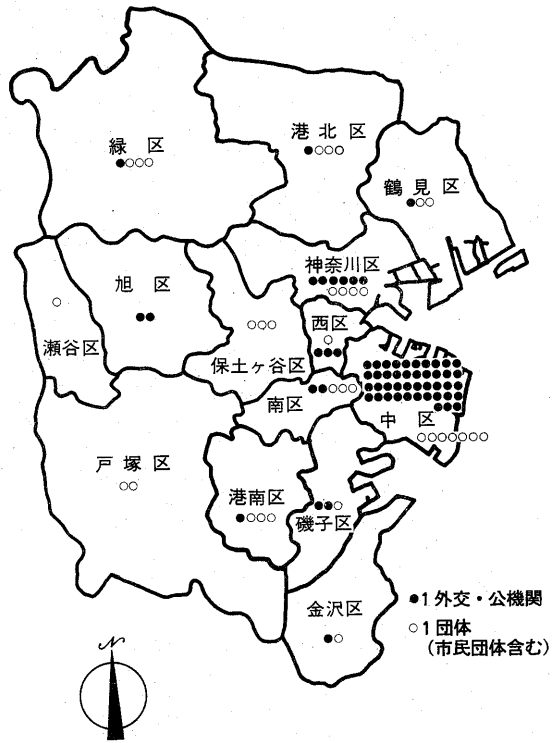 緑区
港北区
鶴見区
神奈川区
旭区
西区
瀬谷区
保土ヶ谷区
南区
中区
戸塚区
港南区
磯子区
金沢区
●1外交・公機関
○1団体
(市民団体含む)
N